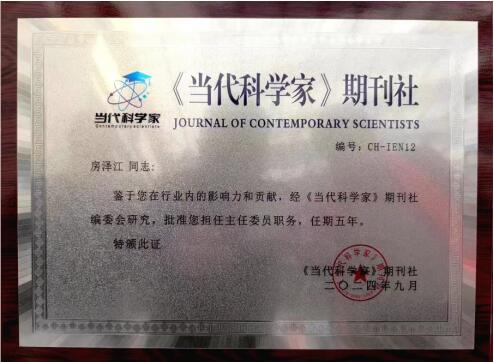 当代科学家
Contemporary scientists
《当代科学家》期刊社
JOURNAL OF CONTEMPORARY SCIENTISTS
编号: CH-IEN12
房泽江 同志:
鉴于您在行业内的影响力和贡献，经《当代科学家》期刊社
编委会研究，批准您担任主任委员职务，任期五年。
特颁此证
《当代科学家》期刊社
二〇二四年九月